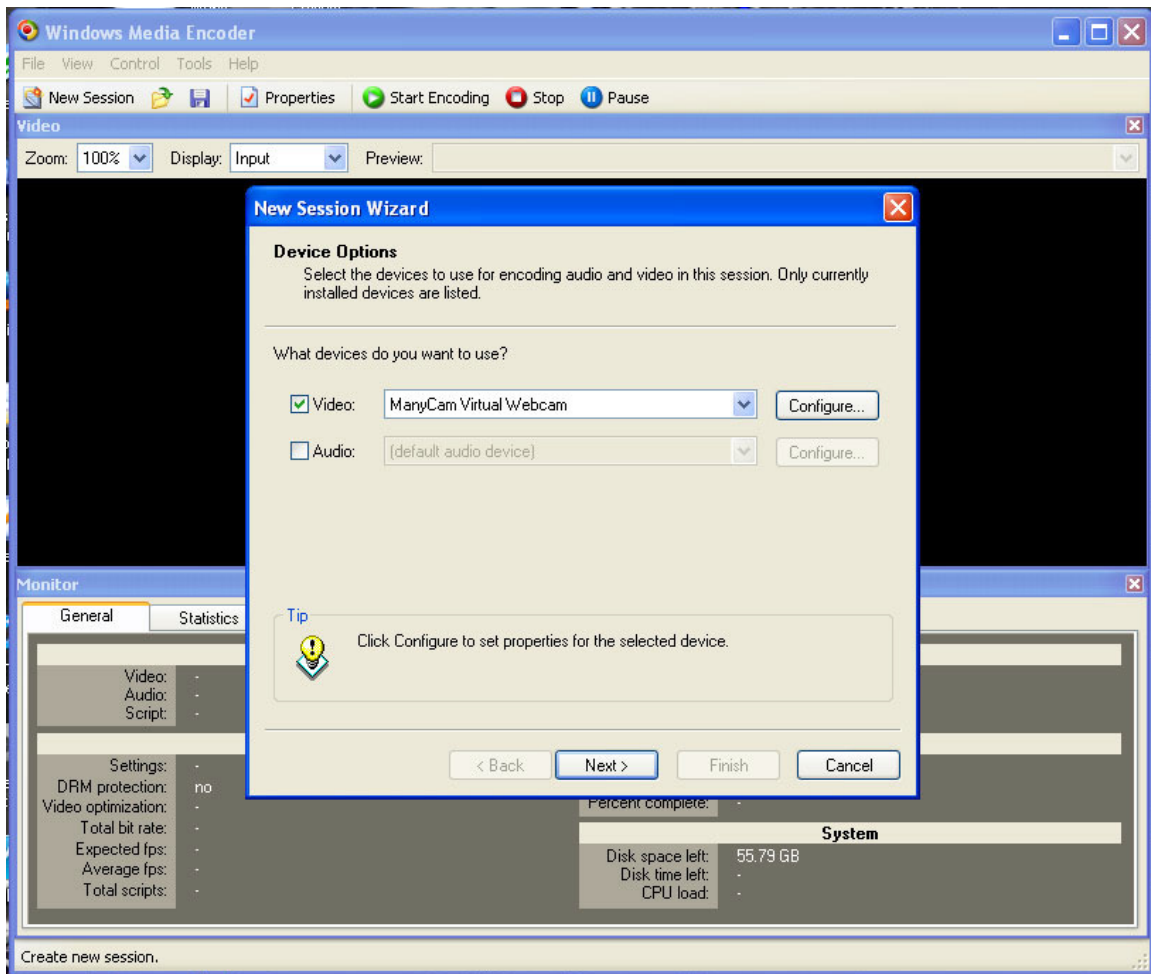 Windows Media Encoder
File View Control Tools Help
New Session Properties Start Encoding Stop Pause
Video
Zoom: 100% Display: Input Preview:
New Session Wizard
Device Options
Select the devices to use for encoding audio and video in this session. Only currently
installed devices are listed.
What devices do you want to use?
Video: ManyCam Virtual Webcam Configure...
Audio: (default audio device) Configure...
Tip
Click Configure to set properties for the selected device.
< Back Next > Finish Cancel
Monitor
General Statistics
Video: -
Audio: -
Script: -
Settings: -
DRM protection: no
Video optimization: -
Total bit rate: -
Expected fps: -
Average fps: -
Total scripts: -
Percent complete: -
System
Disk space left: 55.79 GB
Disk time left: -
CPU load: -
Create new session.